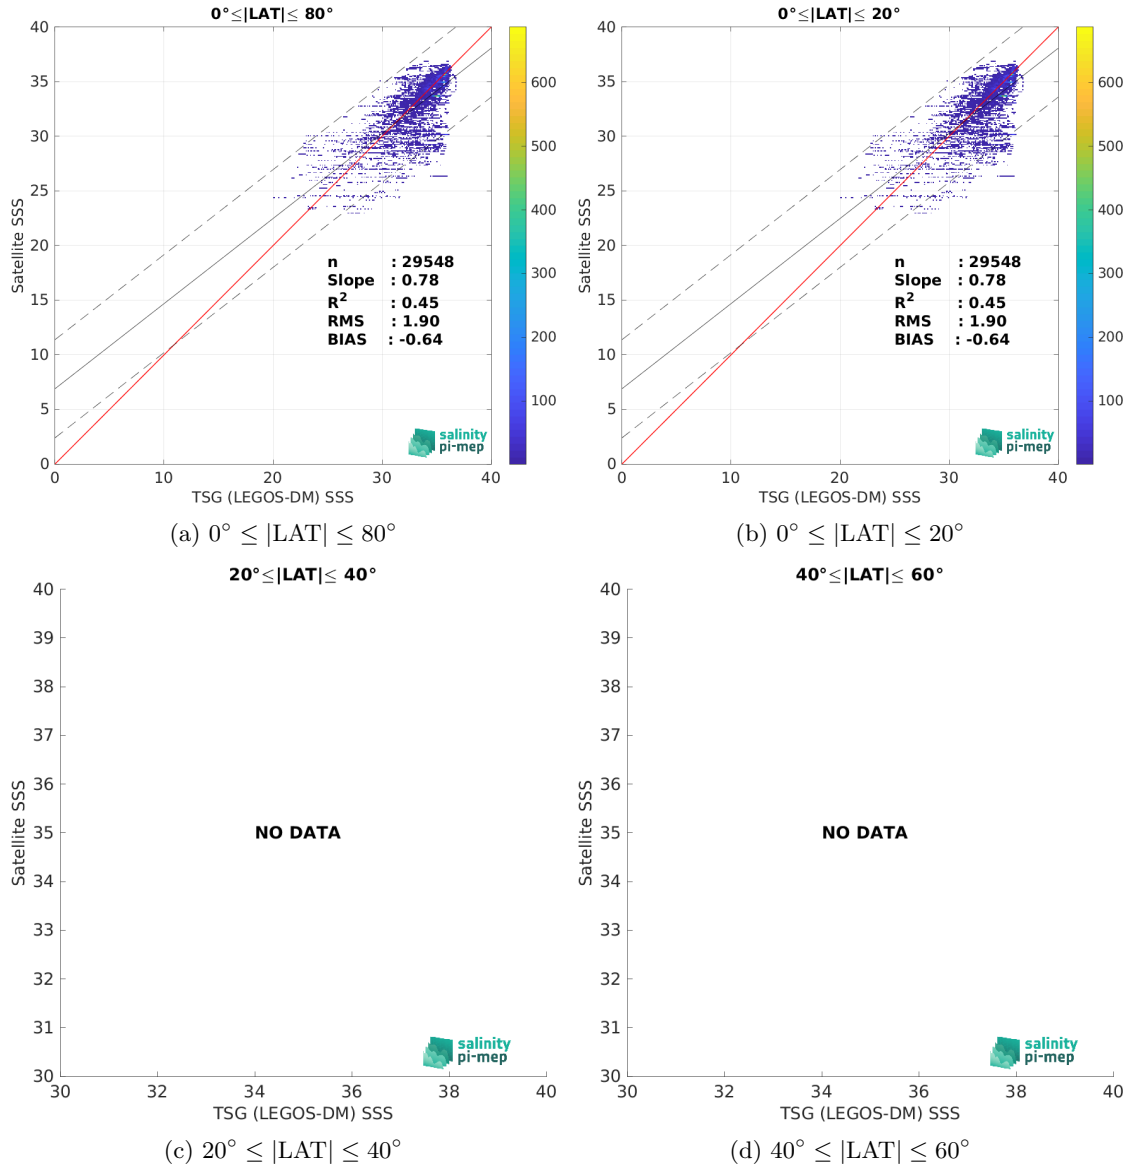 0°≤|LAT|≤ 80°
40
35
30
25
20
15
10
5
0
Satellite SSS
n : 29548
Slope : 0.78
R² : 0.45
RMS : 1.90
BIAS : -0.64
salinity
pi-mep
0 10 20 30 40
TSG (LEGOS-DM) SSS
600
500
400
300
200
100
(a) 0° ≤ |LAT| ≤ 80°
0°≤|LAT|≤ 20°
40
35
30
25
20
15
10
5
0
Satellite SSS
n : 29548
Slope : 0.78
R² : 0.45
RMS : 1.90
BIAS : -0.64
salinity
pi-mep
0 10 20 30 40
TSG (LEGOS-DM) SSS
600
500
400
300
200
100
(b) 0° ≤ |LAT| ≤ 20°
20°≤|LAT|≤ 40°
40
39
38
37
36
35
34
33
32
31
30
Satellite SSS
NO DATA
salinity
pi-mep
30 32 34 36 38 40
TSG (LEGOS-DM) SSS
(c) 20° ≤ |LAT| ≤ 40°
40°≤|LAT|≤ 60°
40
39
38
37
36
35
34
33
32
31
30
Satellite SSS
NO DATA
salinity
pi-mep
30 32 34 36 38 40
TSG (LEGOS-DM) SSS
(d) 40° ≤ |LAT| ≤ 60°